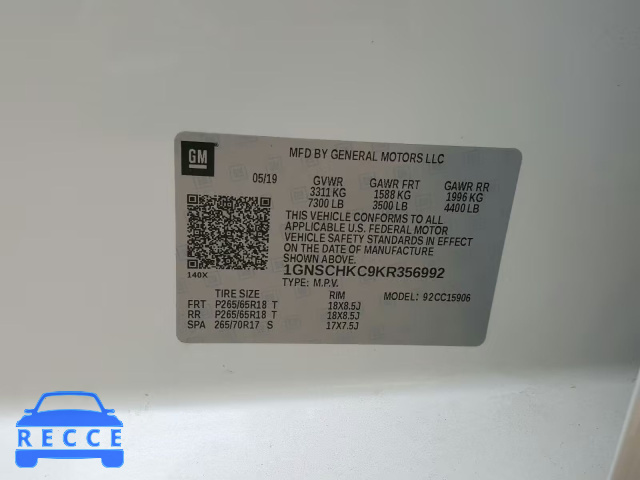 GM
MFD BY GENERAL MOTORS LLC
05/19 GVWR GAWR FRT GAWR RR
3311 KG 1588 KG 1996 KG
7300 LB 3500 LB 4400 LB
THIS VEHICLE CONFORMS TO ALL
APPLICABLE U.S. FEDERAL MOTOR
VEHICLE SAFETY STANDARDS IN EFFECT
ON THE DATE OF MANUFACTURE
SHOWN ABOVE.
140X
1GNSCHKC9KR356992
TYPE: M.P.V.
TIRE SIZE RIM MODEL: 92CC15906
FRT P265/65R18 T 18X8.5J
RR P265/65R18 T 18X8.5J
SPA 265/70R17 S 17X7.5J
RECCE